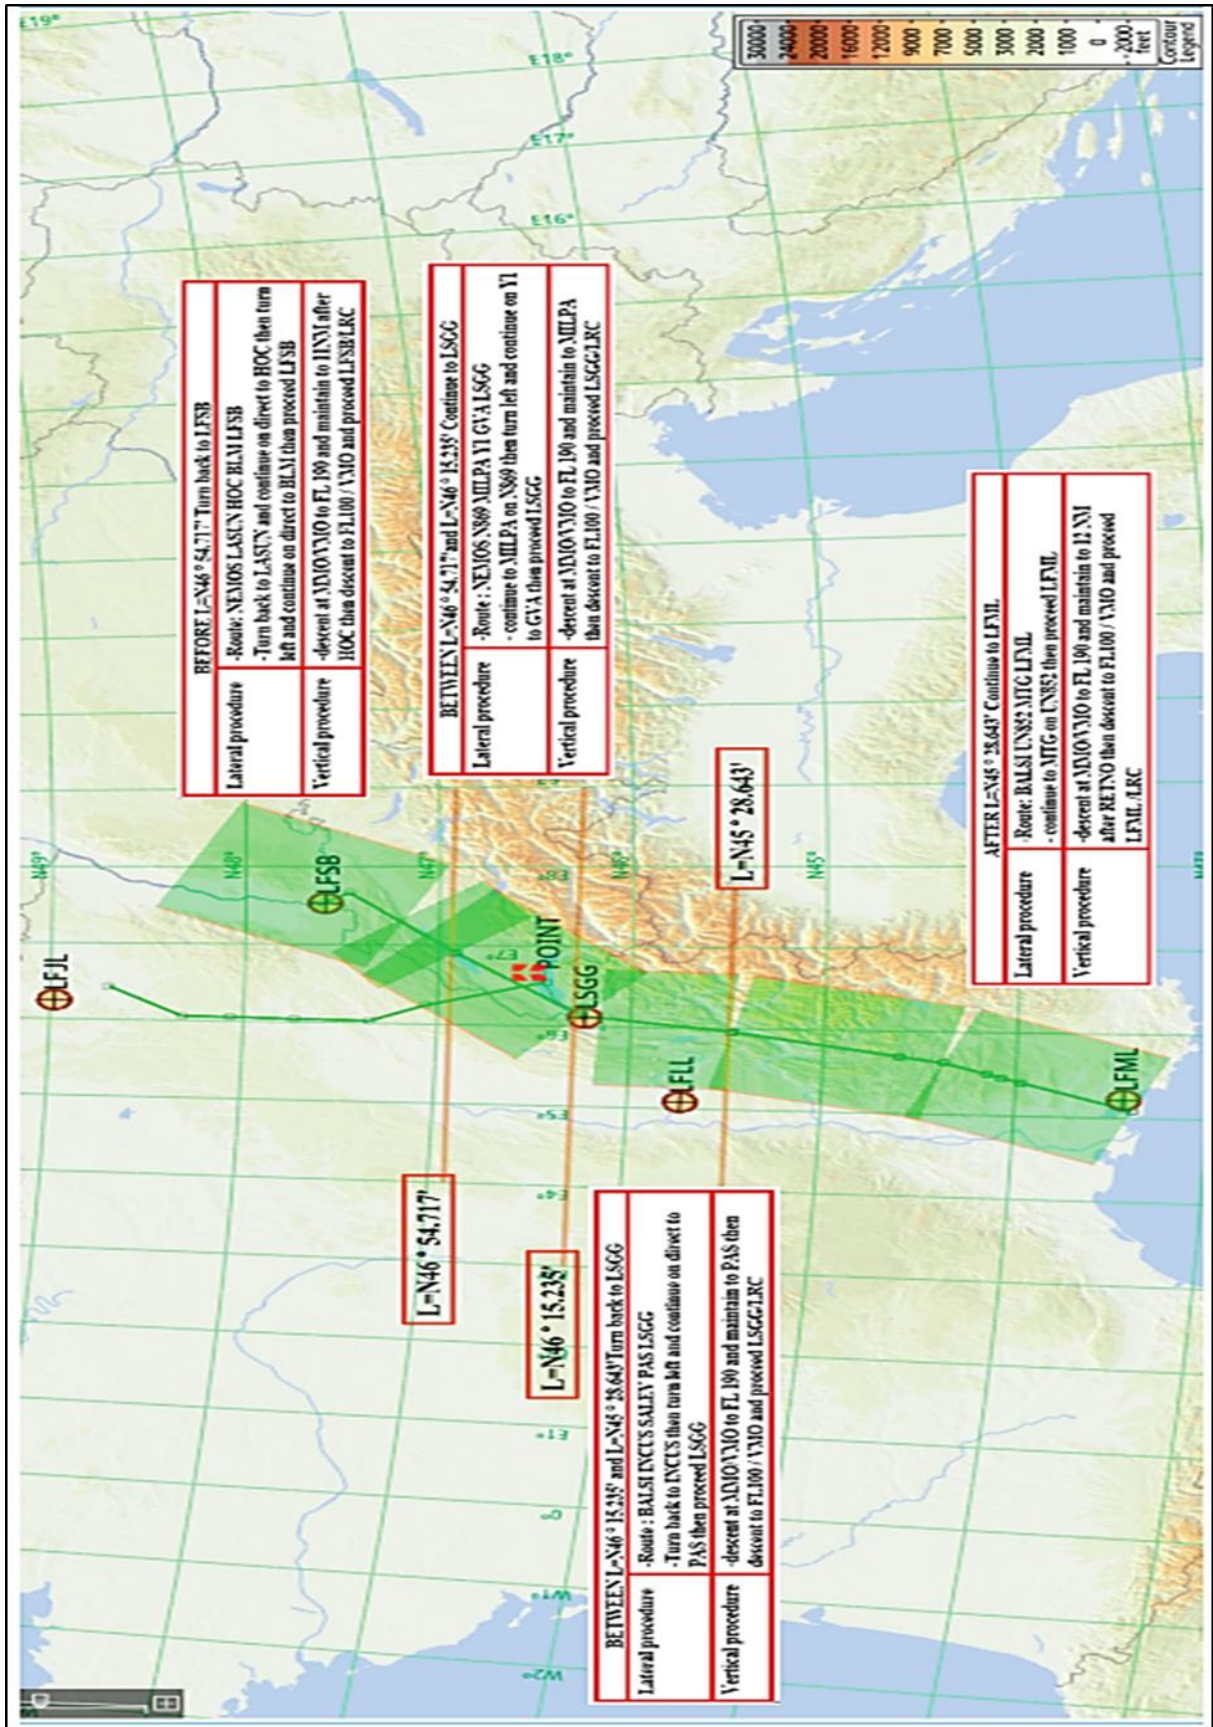 BEFORE L=N46 ° 54.717' Turn back to LFSB
Lateral procedure
-Route: NEMOS LASUN HOC BLM LFSB
-Turn back to LASUN and continue on direct to HOC then turn
left and continue on direct to BLM then proceed LFSB
Vertical procedure
-descent at MMO/VMO to FL 190 and maintain to 11NM after
HOC then descent to FL100 / VMO and proceed LFSB/LRC
BETWEEN L=N46 ° 54.717' and L=N46 ° 15.235' Continue to LSGG
Lateral procedure
-Route : NEMOS N869 MILPA Y1 GVA LSGG
- continue to MILPA on N869 then turn left and continue on Y1
to GVA then proceed LSGG
Vertical procedure
-descent at MMO/VMO to FL 190 and maintain to MILPA
then descent to FL100 / VMO and proceed LSGG/LRC
BETWEEN L=N46 ° 15.235' and L=N45 ° 28.643' Turn back to LSGG
Lateral procedure
-Route : BALSI INCUS SALEV PAS LSGG
-Turn back to INCUS then turn left and continue on direct to
PAS then proceed LSGG
Vertical procedure
-descent at MMO/VMO to FL 190 and maintain to PAS then
descent to FL100 / VMO and proceed LSGG/LRC
AFTER L=N45 ° 28.643' Continue to LFML
Lateral procedure
-Route: BALSI UN852 MTG LFML
- continue to MTG on UN852 then proceed LFML
Vertical procedure
-descent at MMO/VMO to FL 190 and maintain to 12 NM
after RETNO then descent to FL100 / VMO and proceed
LFML /LRC
L=N46 ° 54.717'
L=N46 ° 15.235'
L=N45 ° 28.643'
LFJL
LFSB
POINT
LSGG
LFLL
LFML
N49°
N48°
N47°
N46°
N45°
W2°
W1°
0°
E1°
E4°
E5°
E6°
E7°
E8°
E16°
E17°
E18°
E19°
30000
24000
20000
16000
12000
9000
7000
5000
3000
2000
1000
0
-2000
feet
Contour
Legend